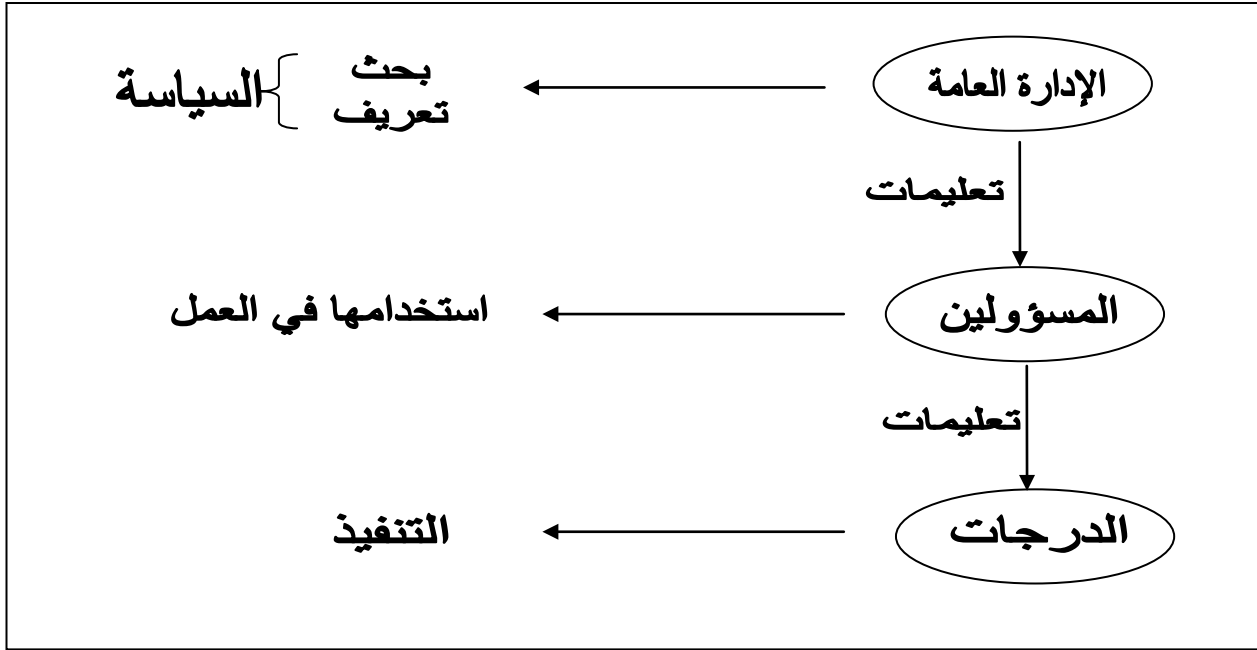 الإدارة العامة
بحث
تعريف
السياسة
تعليمات
المسؤولين
استخدامها في العمل
تعليمات
الدرجات
التنفيذ